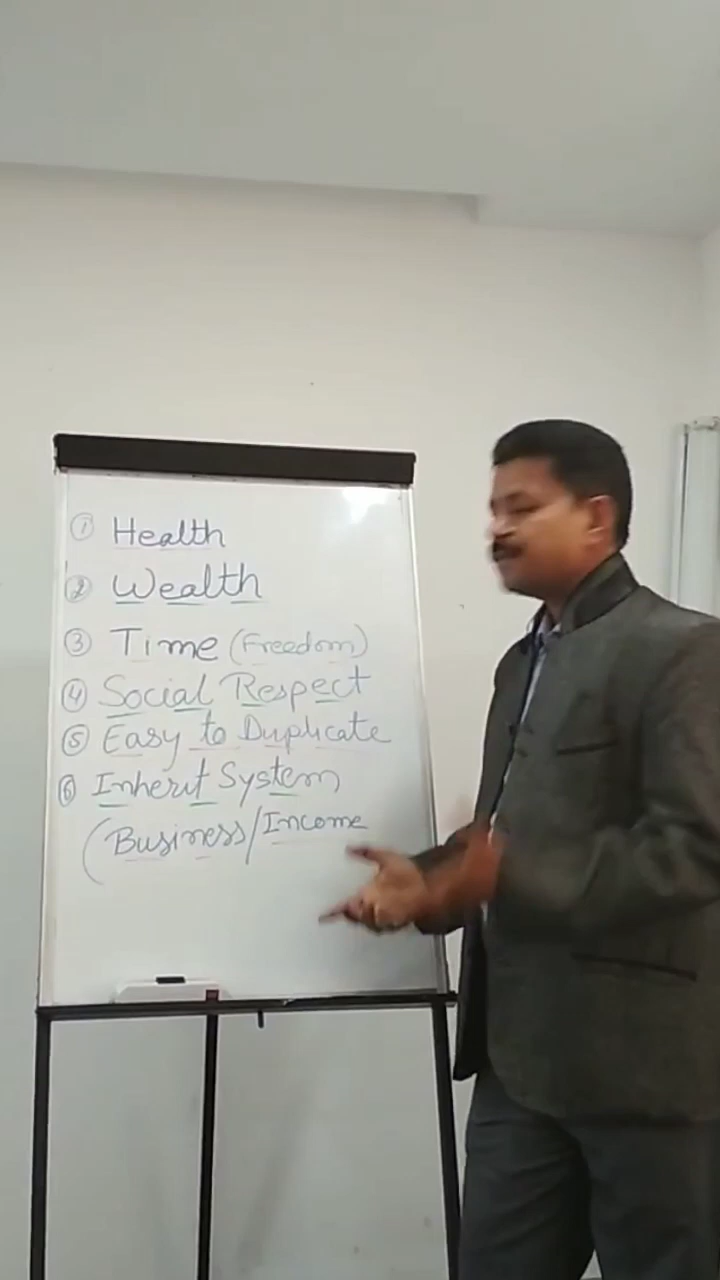 ① Health
② Wealth
③ Time (Freedom)
④ Social Respect
⑤ Easy to Duplicate
⑥ Inherit System
(Business/Income